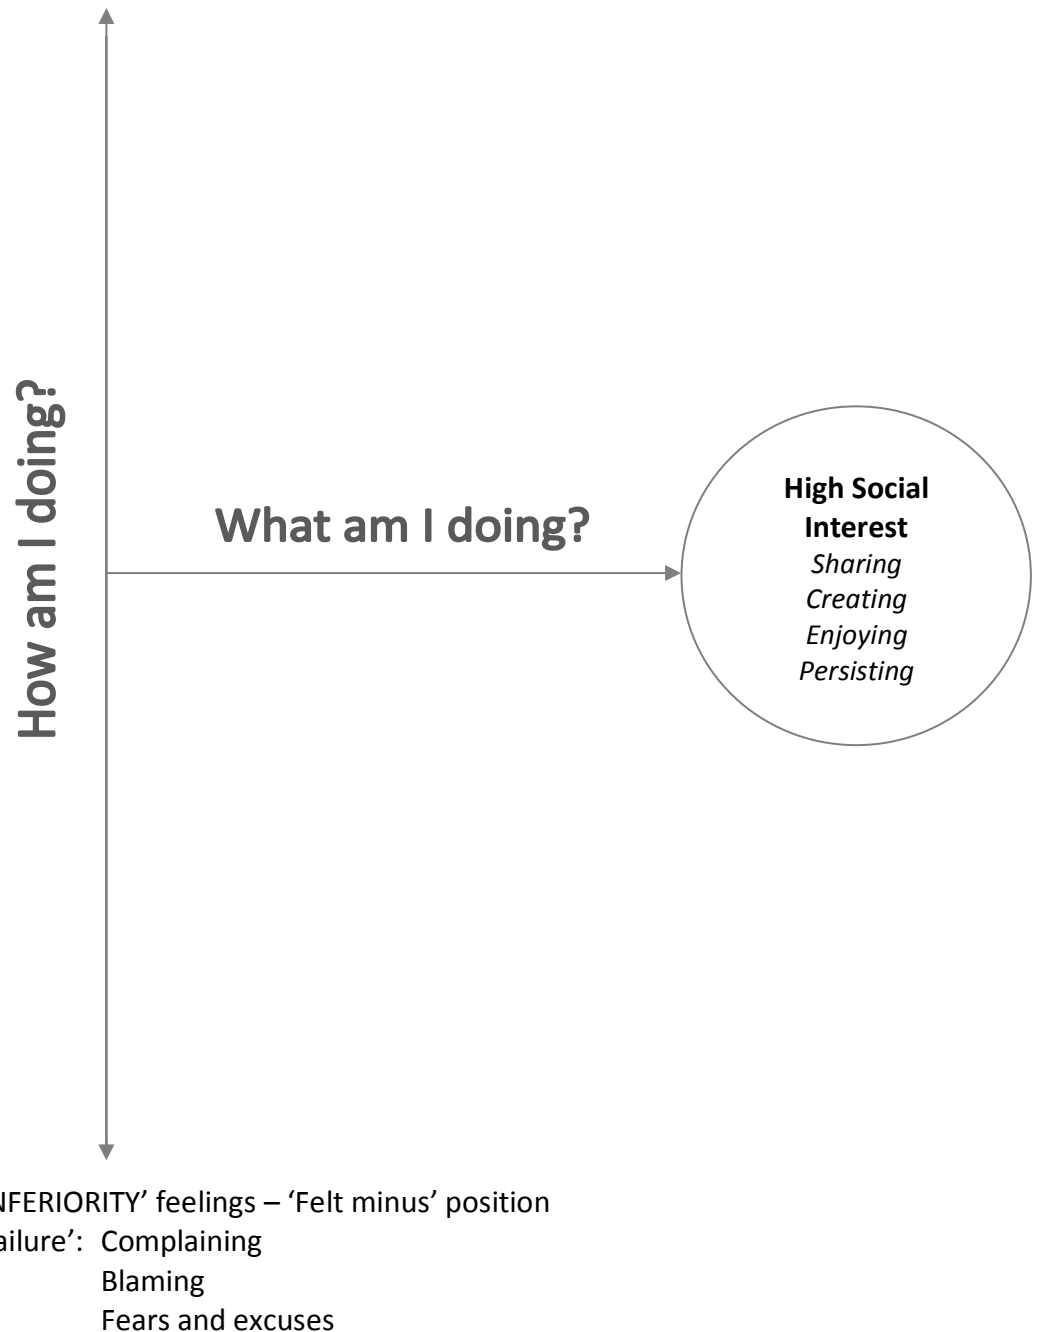 How am I doing?
What am I doing?
High Social
Interest
Sharing
Creating
Enjoying
Persisting
NFERIORITY’ feelings – ‘Felt minus’ position
ailure’: Complaining
Blaming
Fears and excuses